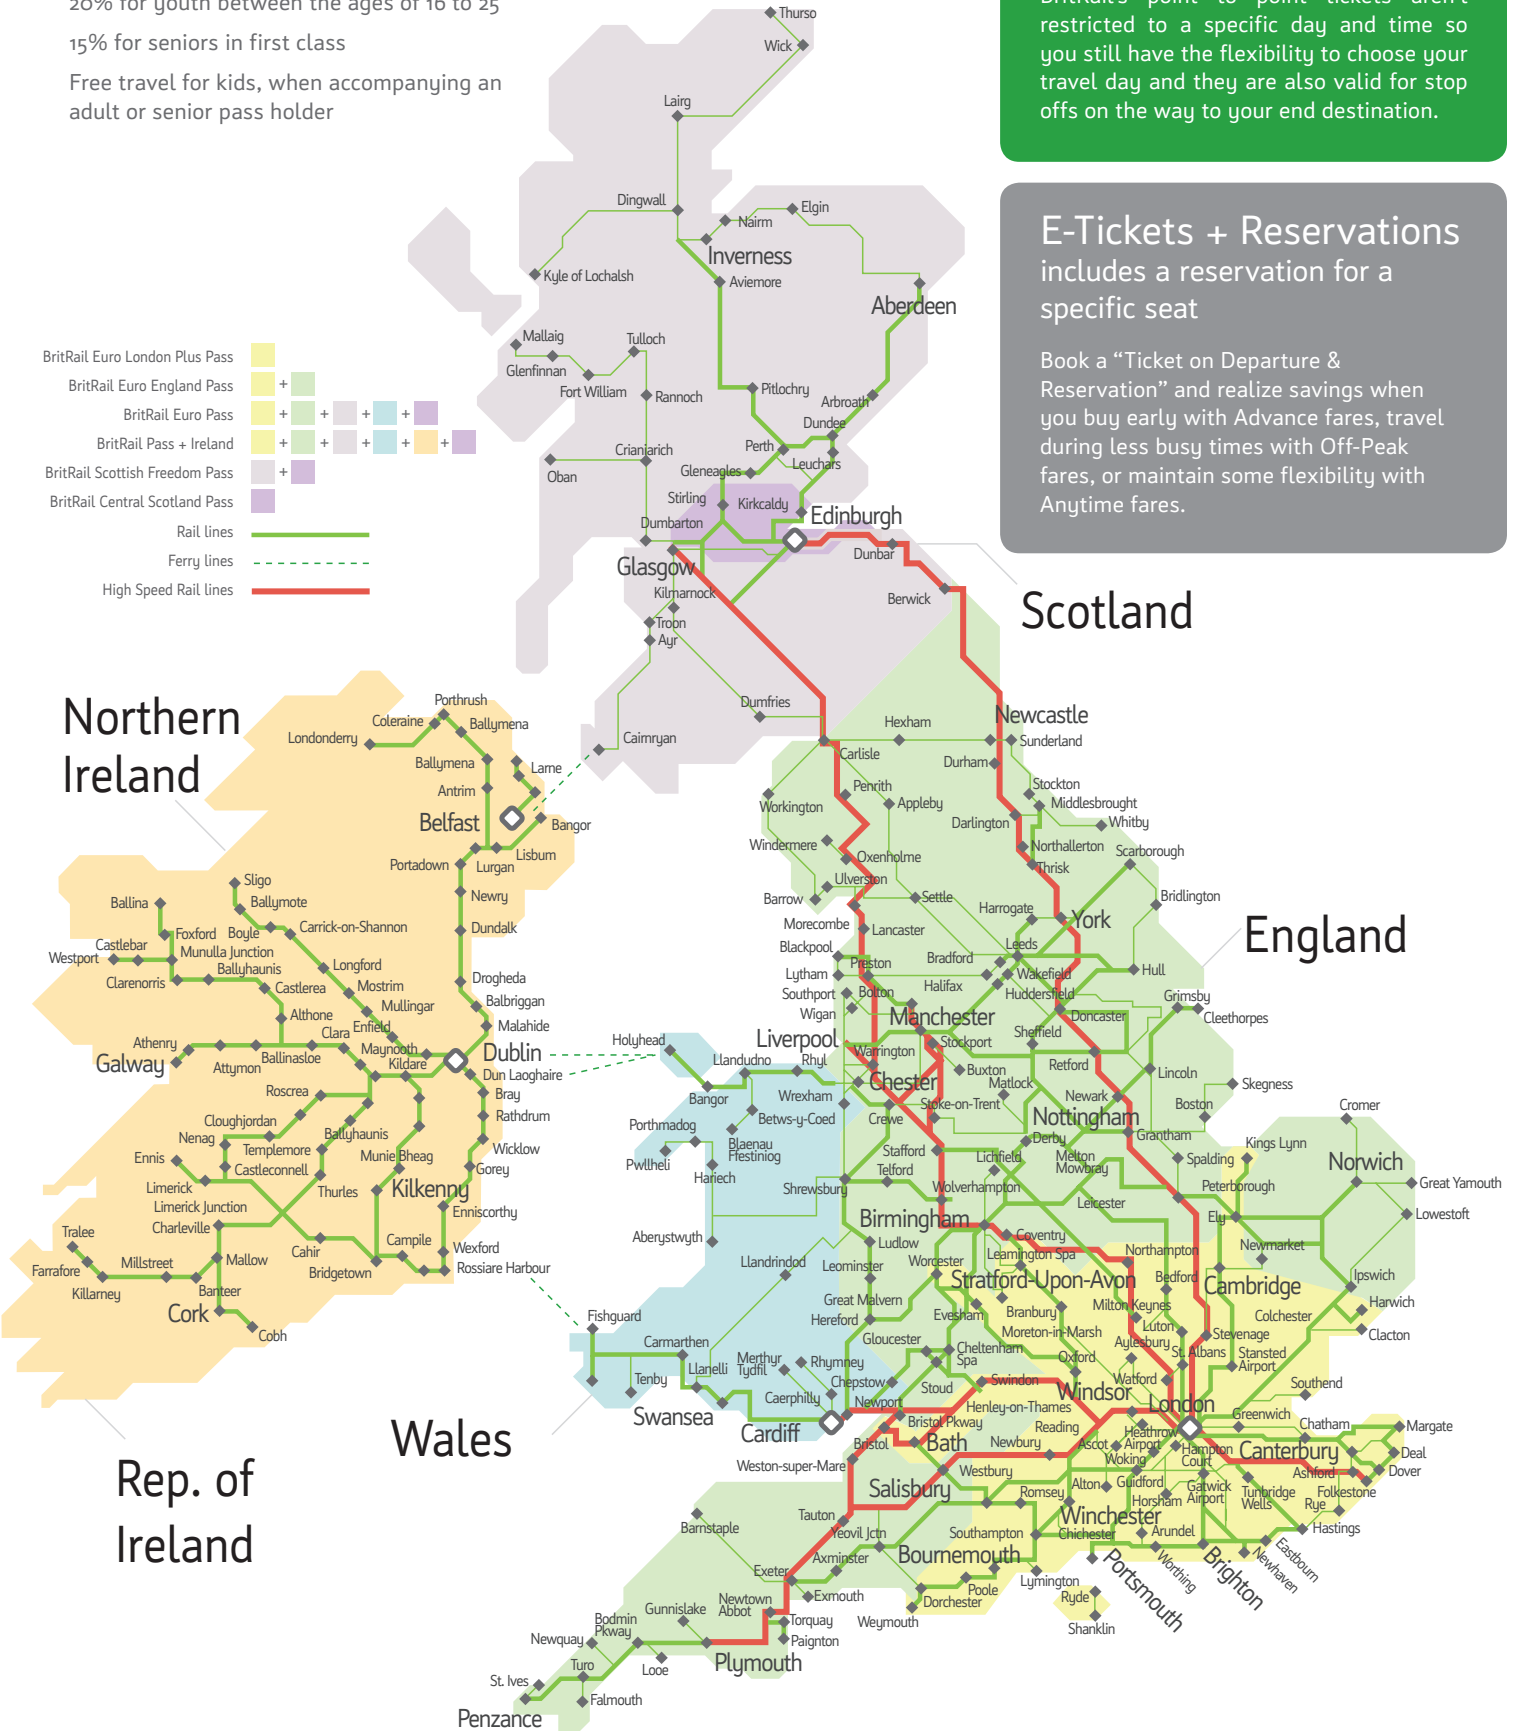 20% for youth between the ages of 16 to 25
15% for seniors in first class
Free travel for kids, when accompanying an
adult or senior pass holder
BritRail's point to point tickets aren't
restricted to a specific day and time so
you still have the flexibility to choose your
travel day and they are also valid for stop
offs on the way to your end destination.
E-Tickets + Reservations
includes a reservation for a
specific seat
Book a “Ticket on Departure &
Reservation” and realize savings when
you buy early with Advance fares, travel
during less busy times with Off-Peak
fares, or maintain some flexibility with
Anytime fares.
BritRail Euro London Plus Pass
BritRail Euro England Pass
+
BritRail Euro Pass
+ + + +
BritRail Pass + Ireland
+ + + + +
BritRail Scottish Freedom Pass
+
BritRail Central Scotland Pass
Rail lines
Ferry lines
High Speed Rail lines
Thurso
Wick
Lairg
Dingwall
Nairm
Elgin
Inverness
Kyle of Lochalsh
Aviemore
Aberdeen
Mallaig
Glenfinnan
Tulloch
Fort William
Rannoch
Pitlochry
Arbroath
Dundee
Perth
Leuchars
Crianlarich
Oban
Gleneagles
Stirling
Kirkcaldy
Dumbarton
Edinburgh
Dunbar
Glasgow
Berwick
Kilmarnock
Troon
Ayr
Scotland
Dumfries
Cairnryan
Northern
Ireland
Porthrush
Coleraine
Ballymena
Londonderry
Ballymena
Larne
Antrim
Belfast
Bangor
Lisburn
Portadown
Lurgan
Newry
Dundalk
Sligo
Ballina
Ballymote
Foxford
Boyle
Carrick-on-Shannon
Castlebar
Westport
Munulla Junction
Ballyhaunis
Clarenorris
Castlerea
Longford
Mostrim
Mullingar
Drogheda
Balbriggan
Malahide
Althone
Clara
Enfield
Athenry
Galway
Attymon
Ballinasloe
Maynooth
Kildare
Dublin
Dun Laoghaire
Bray
Rathdrum
Wicklow
Gorey
Roscrea
Cloughjordan
Nenag
Ballyhaunis
Templemore
Castleconnell
Munie Bheag
Ennis
Limerick
Thurles
Kilkenny
Limerick Junction
Charleville
Enniscorthy
Tralee
Farrafore
Killarney
Millstreet
Mallow
Banteer
Cahir
Bridgetown
Campile
Wexford
Rossiare Harbour
Cork
Cobh
Rep. of
Ireland
Hexham
Newcastle
Sunderland
Carlisle
Durham
Penrith
Stockton
Middlesbrought
Workington
Appleby
Darlington
Whitby
Windermere
Oxenholme
Northallerton
Scarborough
Thrisk
Ulverston
Barrow
Settle
Bridlington
Harrogate
York
England
Morecombe
Lancaster
Blackpool
Preston
Bradford
Leeds
Lytham
Wakefield
Hull
Southport
Bolton
Halifax
Huddersfield
Grimsby
Wigan
Cleethorpes
Manchester
Doncaster
Liverpool
Sheffield
Warrington
Stockport
Retford
Holyhead
Llandudno
Rhyl
Chester
Buxton
Matlock
Lincoln
Skegness
Bangor
Wrexham
Betws-y-Coed
Crewe
Stoke-on-Trent
Newark
Nottingham
Boston
Cromer
Porthmadog
Blaenau
Ffestiniog
Pwllheli
Hariech
Stafford
Derby
Grantham
Kings Lynn
Lichfield
Melton
Mowbray
Spalding
Norwich
Shrewsbury
Telford
Wolverhampton
Peterborough
Great Yamouth
Leicester
Lowestoft
Birmingham
Ely
Coventry
Aberystwyth
Ludlow
Leamington Spa
Northampton
Newmarket
Llandrindod
Leominster
Worcester
Stratford-Upon-Avon
Bedford
Cambridge
Ipswich
Great Malvern
Evesham
Branbury
Milton Keynes
Harwich
Hereford
Colchester
Fishguard
Moreton-in-Marsh
Luton
Stevenage
Clacton
Carmarthen
Gloucester
Cheltenham
Spa
Aylesbury
St. Albans
Stansted
Airport
Merthyr
Tydfil
Rhymney
Oxford
Llanelli
Chepstow
Tenby
Caerphilly
Stoud
Swindon
Watford
Windsor
Southend
Swansea
Newport
Henley-on-Thames
London
Greenwich
Wales
Cardiff
Bristol Pkway
Reading
Heathrow
Airport
Chatham
Margate
Bristol
Bath
Newbury
Ascot
Hampton
Court
Canterbury
Deal
Woking
Weston-super-Mare
Westbury
Ashford
Dover
Salisbury
Romsey
Alton
Guidford
Gatwick
Airport
Tunbridge
Wells
Folkestone
Horsham
Rye
Barnstaple
Tauton
Yeovil Jctn
Winchester
Southampton
Chichester
Arundel
Hastings
Axminster
Bournemouth
Worthing
Brighton
Newhaven
Eastbourn
Exeter
Exmouth
Poole
Lymington
Portsmouth
Dorchester
Weymouth
Ryde
Shanklin
Newtown
Abbot
Torquay
Paignton
Gunnislake
Bodmin
Pkway
Newquay
Plymouth
Looe
Turo
St. Ives
Falmouth
Penzance